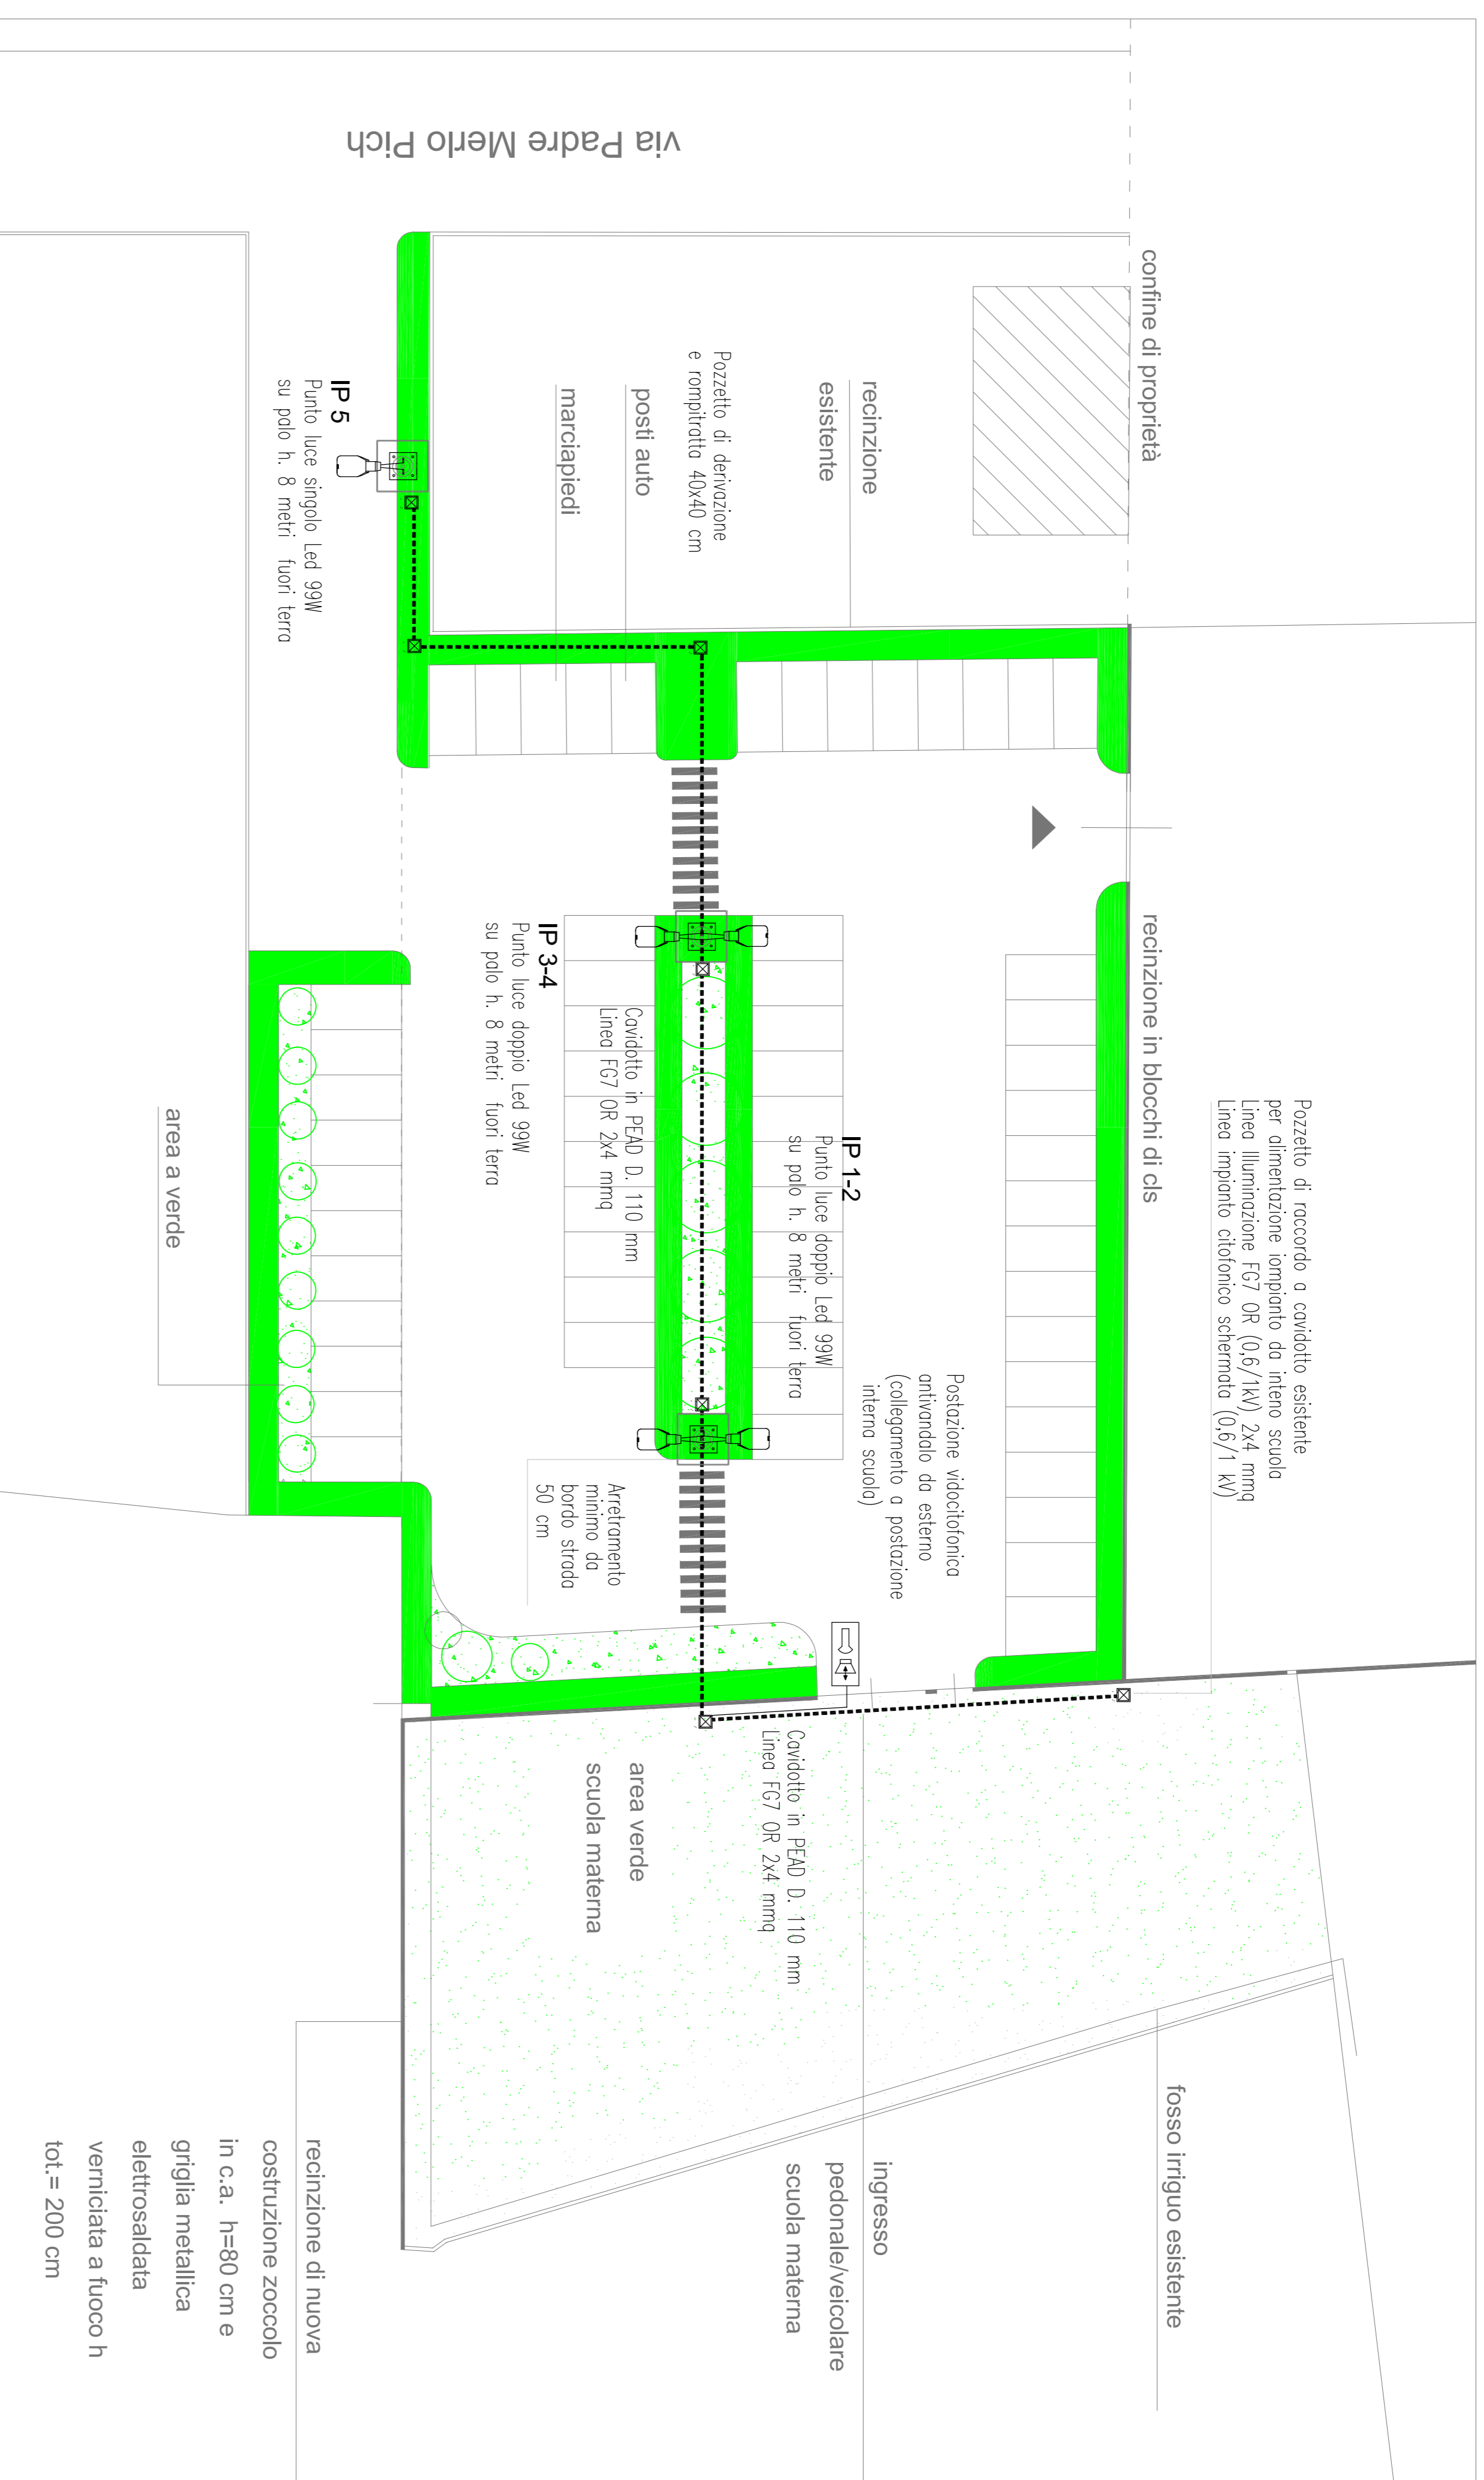 via Padre Merlo Pich
confine di proprietà
recinzione
esistente
Pozzetto di derivazione
e rompitratta 40x40 cm
posti auto
marciapiedi
IP 5
Punto luce singolo Led 99W
su palo h. 8 metri fuori terra
recinzione in blocchi di cls
Pozzetto di raccordo a cavidotto esistente
per alimentazione iompianto da inteno scuola
Linea Illuminazione FG7 OR (0,6/1kV) 2x4 mmq
Linea impianto citofonico schermata (0,6/1 kV)
IP 1-2
Punto luce doppio Led 99W
su palo h. 8 metri fuori terra
Cavidotto in PEAD D. 110 mm
Linea FG7 OR 2x4 mmq
IP 3-4
Punto luce doppio Led 99W
su palo h. 8 metri fuori terra
area a verde
Postazione vidocitofonica
antivandalo da esterno
(collegamento a postazione
interna scuola)
Arretramento
minimo da
bordo strada
50 cm
Cavidotto in PEAD D. 110 mm
Linea FG7 OR 2x4 mmq
area verde
scuola materna
fosso irriguo esistente
ingresso
pedonale/veicolare
scuola materna
recinzione di nuova
costruzione zoccolo
in c.a. h=80 cm e
griglia metallica
elettrosaldata
verniciata a fuoco h
tot.= 200 cm